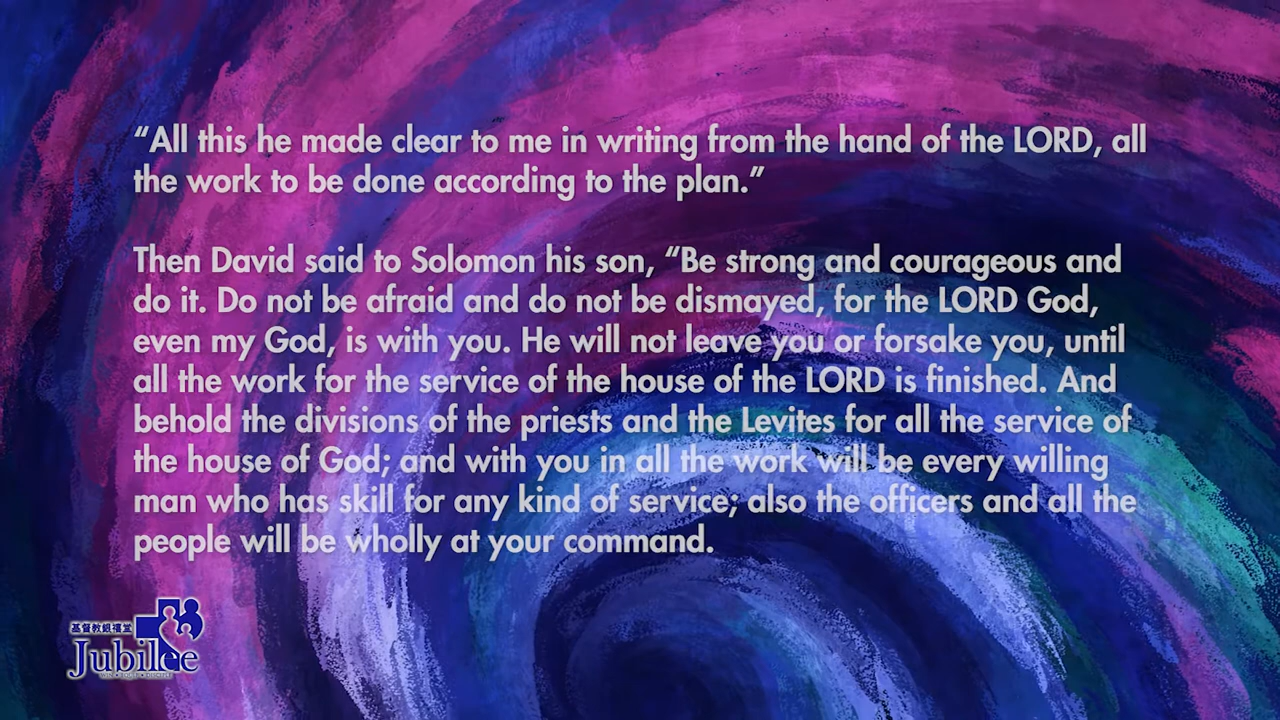 “All this he made clear to me in writing from the hand of the LORD, all
the work to be done according to the plan.”
Then David said to Solomon his son, “Be strong and courageous and
do it. Do not be afraid and do not be dismayed, for the LORD God,
even my God, is with you. He will not leave you or forsake you, until
all the work for the service of the house of the LORD is finished. And
behold the divisions of the priests and the Levites for all the service of
the house of God; and with you in all the work will be every willing
man who has skill for any kind of service; also the officers and all the
people will be wholly at your command.
基督教銀禧堂
Jubilee